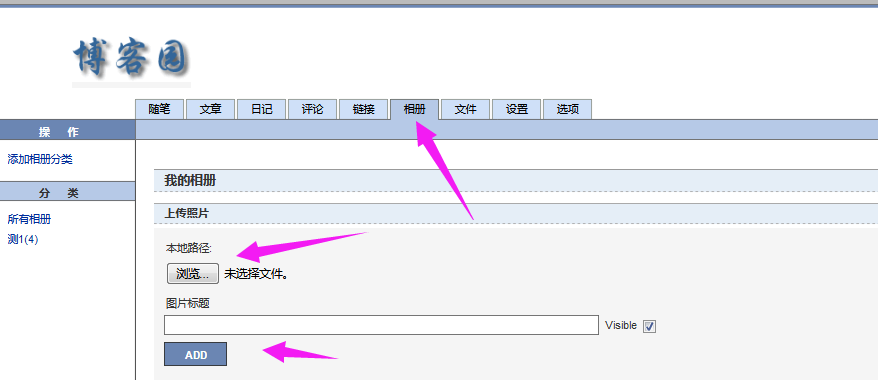 博客园
随笔 文章 日记 评论 链接 相册 文件 设置 选项
操 作
添加相册分类
分 类
所有相册
测1(4)
我的相册
上传照片
本地路径:
浏览... 未选择文件。
图片标题
Visible
ADD